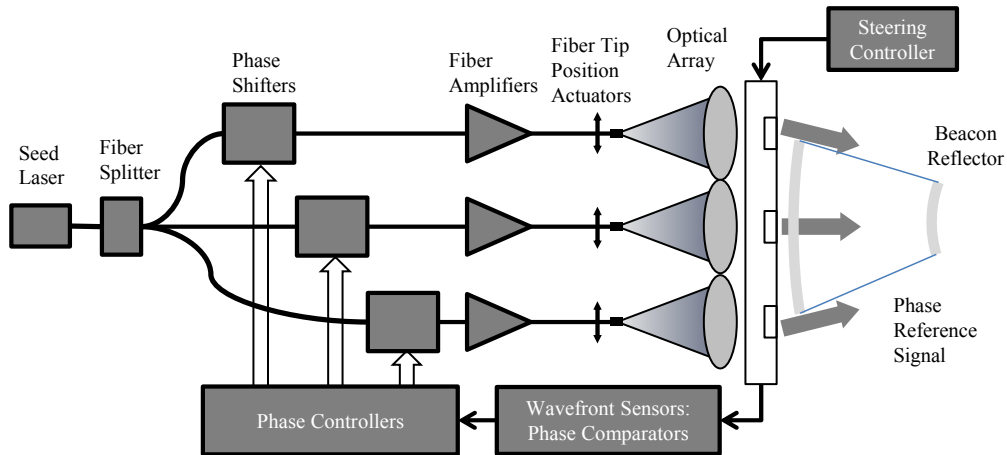 Seed
Laser
Fiber
Splitter
Phase
Shifters
Fiber
Amplifiers
Fiber Tip
Position
Actuators
Optical
Array
Steering
Controller
Beacon
Reflector
Phase
Reference
Signal
Phase Controllers
Wavefront Sensors:
Phase Comparators